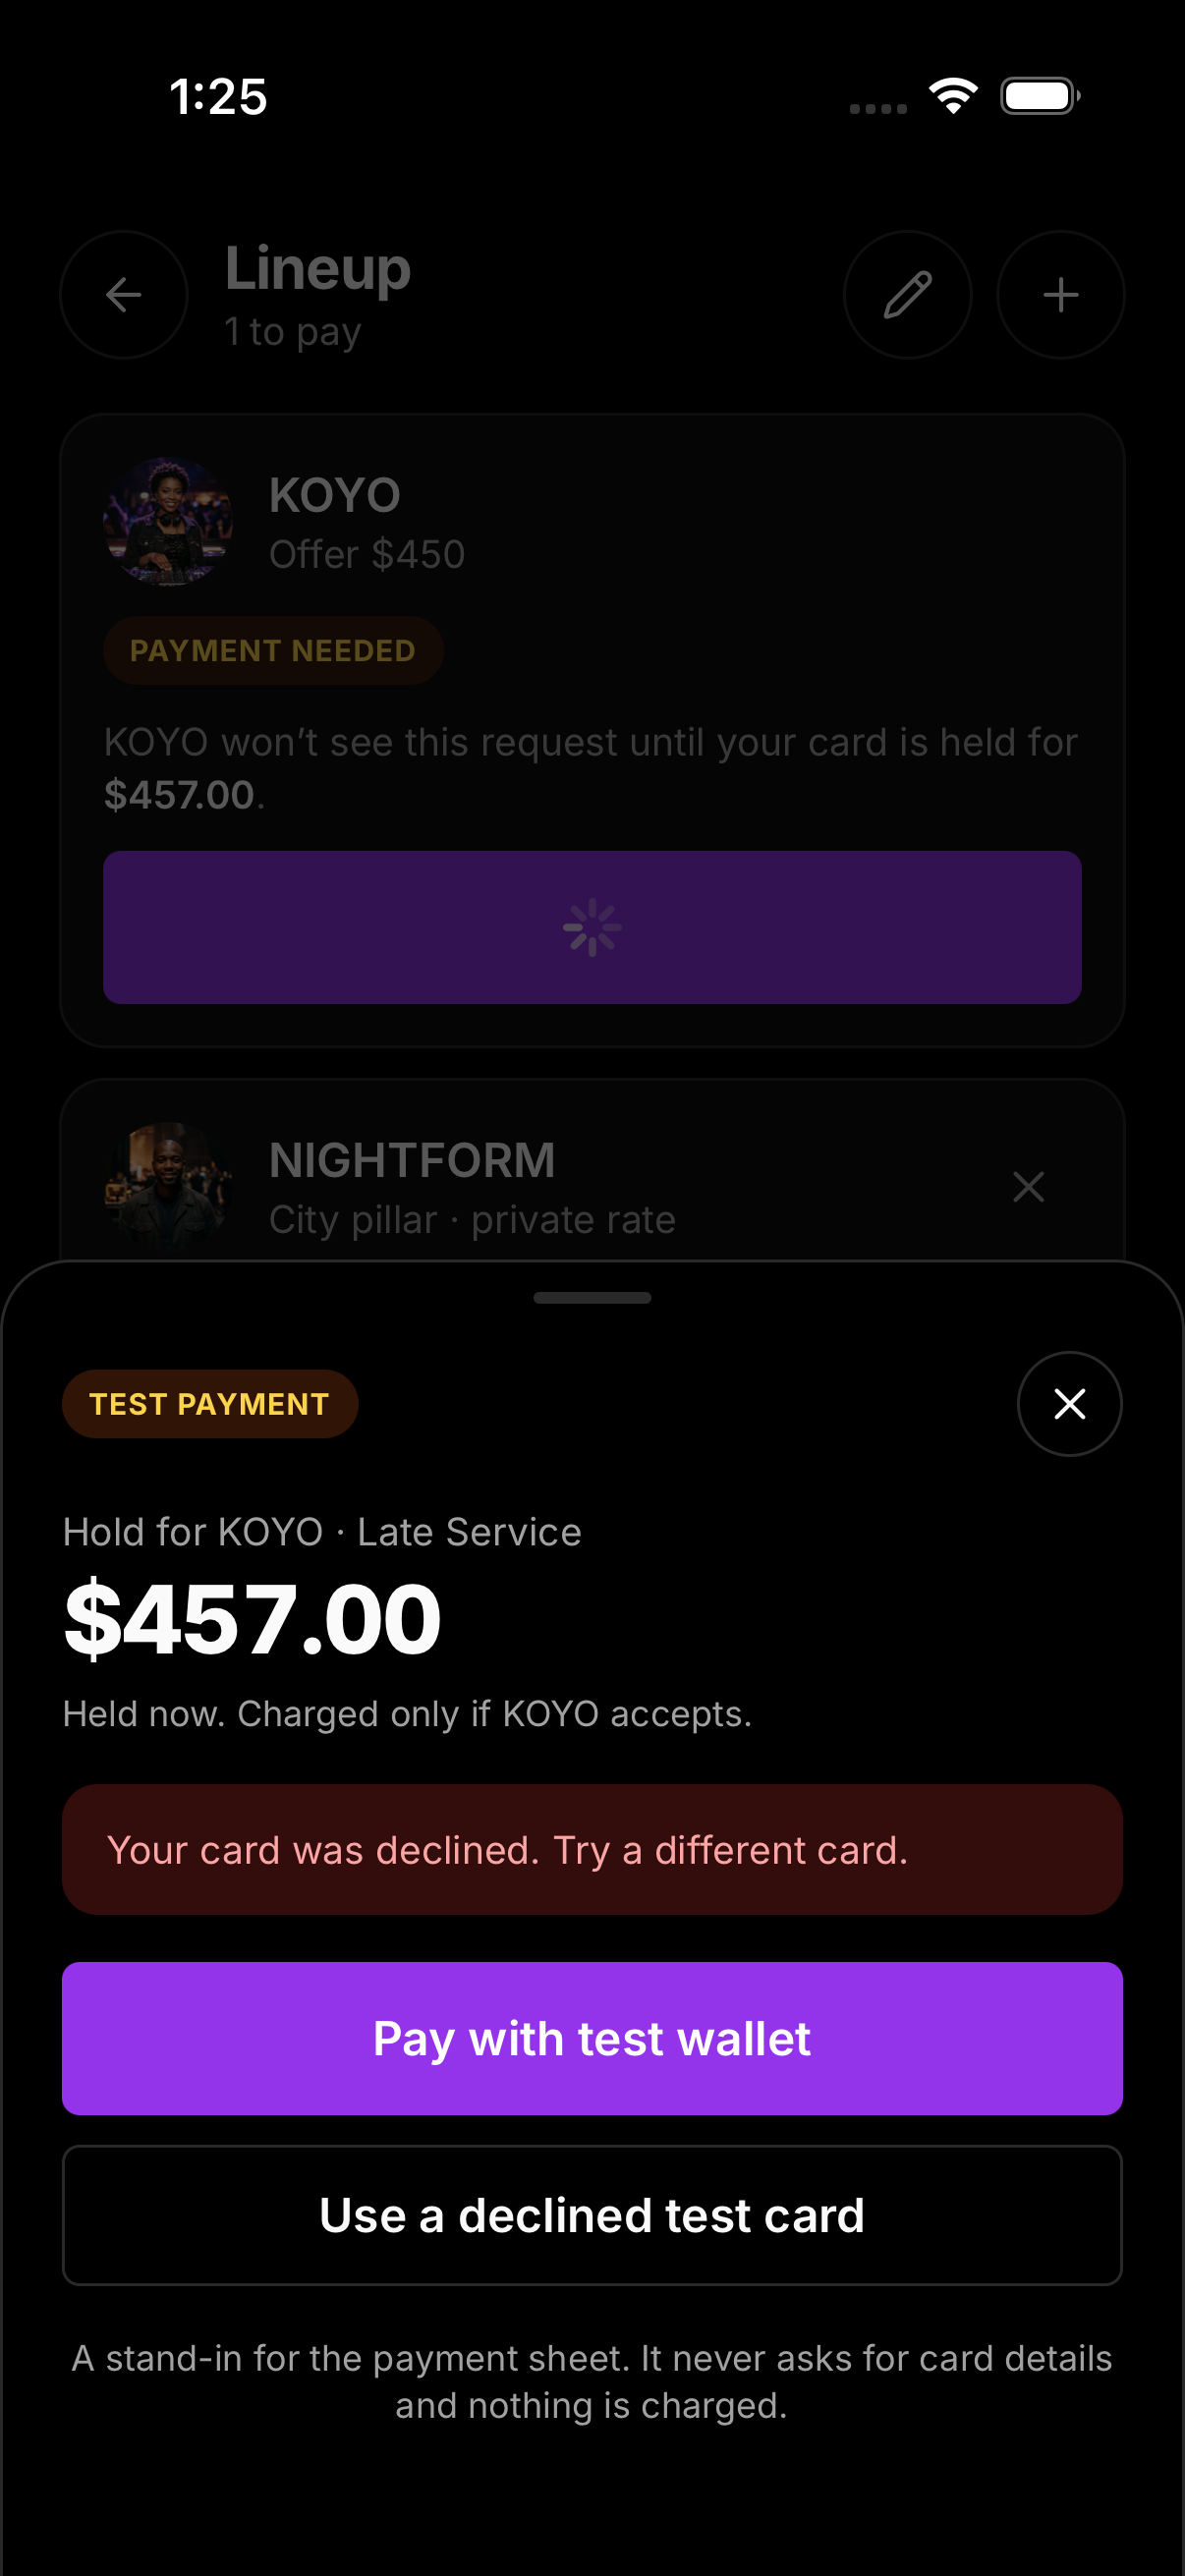 1:25
Lineup
1 to pay
KOYO
Offer $450
PAYMENT NEEDED
KOYO won’t see this request until your card is held for
$457.00.
NIGHTFORM
City pillar · private rate
TEST PAYMENT
Hold for KOYO · Late Service
$457.00
Held now. Charged only if KOYO accepts.
Your card was declined. Try a different card.
Pay with test wallet
Use a declined test card
A stand-in for the payment sheet. It never asks for card details
and nothing is charged.